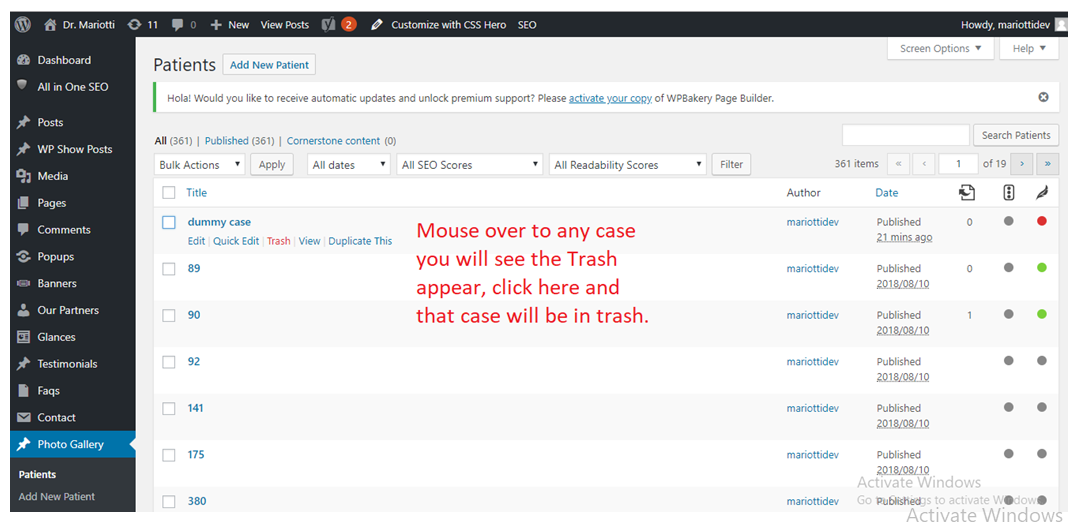 Dr. Mariotti 11 0 New View Posts 2 Customize with CSS Hero SEO Howdy, mariottidev
Screen Options ▼ Help ▼
Dashboard
All in One SEO
Posts
WP Show Posts
Media
Pages
Comments
Popups
Banners
Our Partners
Glances
Testimonials
Faqs
Contact
Photo Gallery
Patients
Add New Patient
Patients Add New Patient
Hola! Would you like to receive automatic updates and unlock premium support? Please activate your copy of WPBakery Page Builder.
All (361) | Published (361) | Cornerstone content (0)
Search Patients
Bulk Actions Apply All dates All SEO Scores All Readability Scores Filter 361 items « ‹ 1 of 19 › »
Title Author Date
dummy case mariottidev Published 0
Edit | Quick Edit | Trash | View | Duplicate This 21 mins ago
89 mariottidev Published 0
2018/08/10
90 mariottidev Published 1
2018/08/10
92 mariottidev Published
2018/08/10
141 mariottidev Published
2018/08/10
175 mariottidev Published
2018/08/10
380 mariottidev Published
Mouse over to any case
you will see the Trash
appear, click here and
that case will be in trash.
Activate Windows
Go to Settings to activate Windows.
Activate Windows